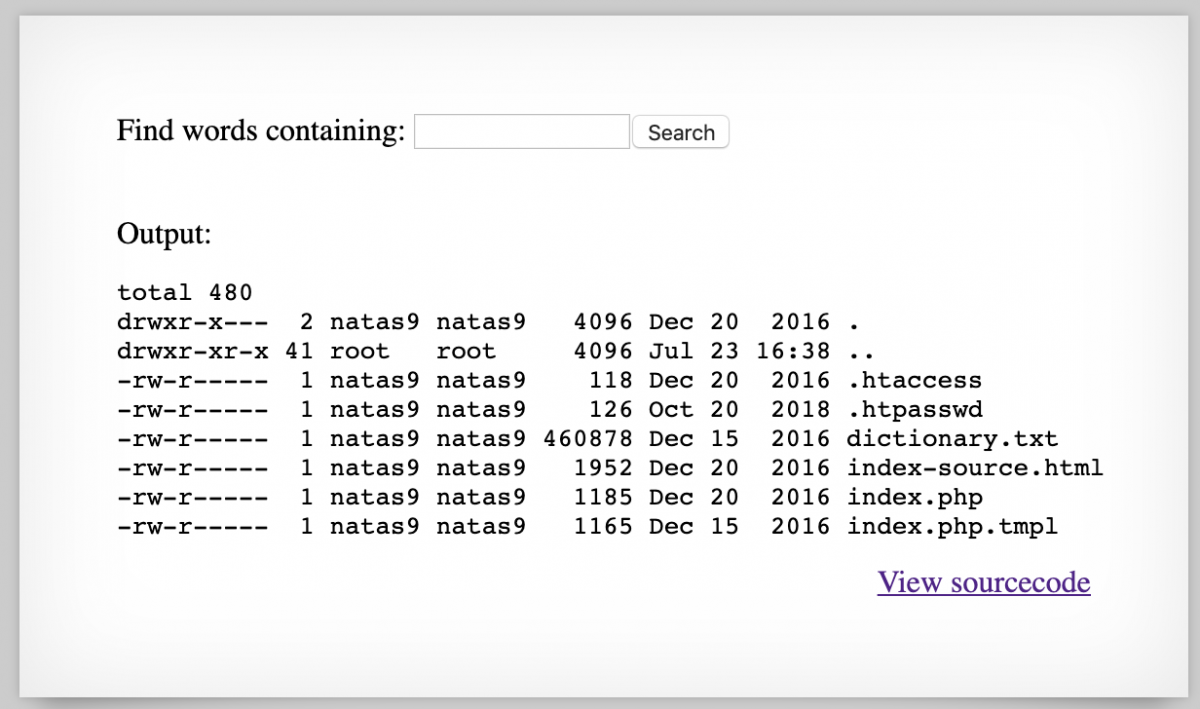 Find words containing: Search
Output:
total 480
drwxr-x---  2 natas9 natas9   4096 Dec 20  2016 .
drwxr-xr-x 41 root   root     4096 Jul 23 16:38 ..
-rw-r-----  1 natas9 natas9    118 Dec 20  2016 .htaccess
-rw-r-----  1 natas9 natas9    126 Oct 20  2018 .htpasswd
-rw-r-----  1 natas9 natas9 460878 Dec 15  2016 dictionary.txt
-rw-r-----  1 natas9 natas9   1952 Dec 20  2016 index-source.html
-rw-r-----  1 natas9 natas9   1185 Dec 20  2016 index.php
-rw-r-----  1 natas9 natas9   1165 Dec 15  2016 index.php.tmpl
View sourcecode